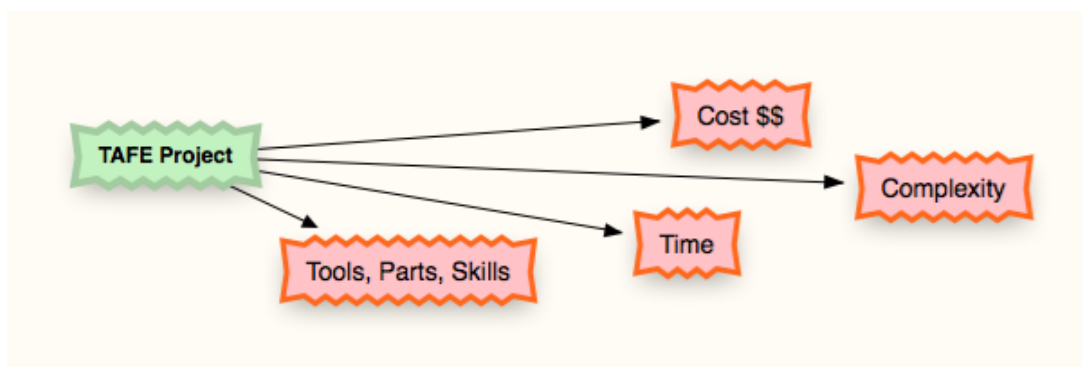 Cost $$
TAFE Project
Complexity
Time
Tools, Parts, Skills